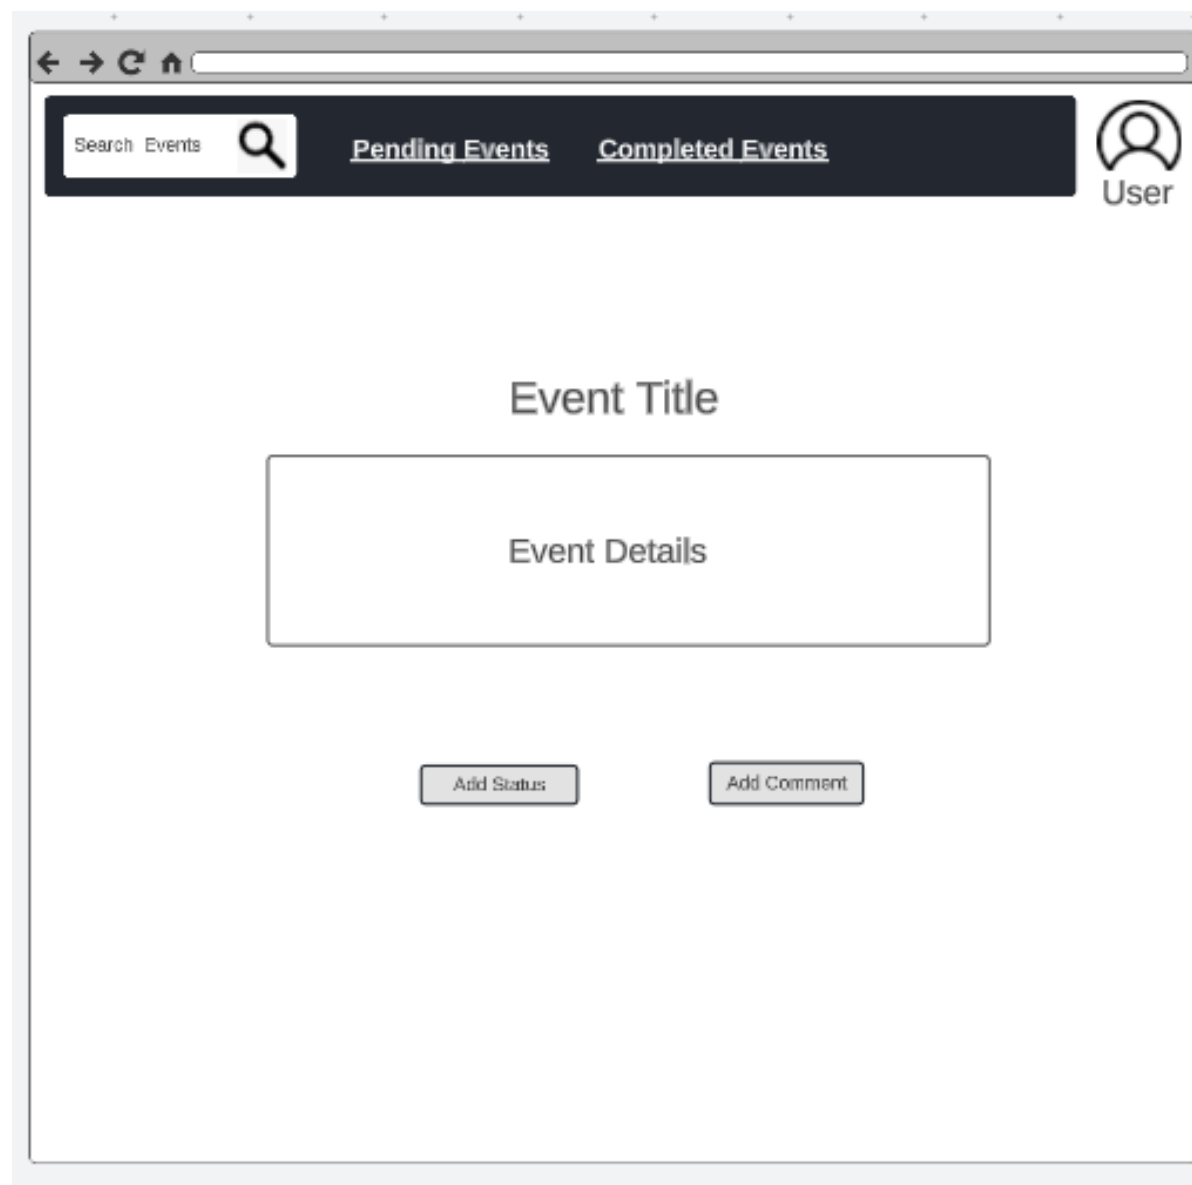 Search Events
Pending Events
Completed Events
User
Event Title
Event Details
Add Status
Add Comment